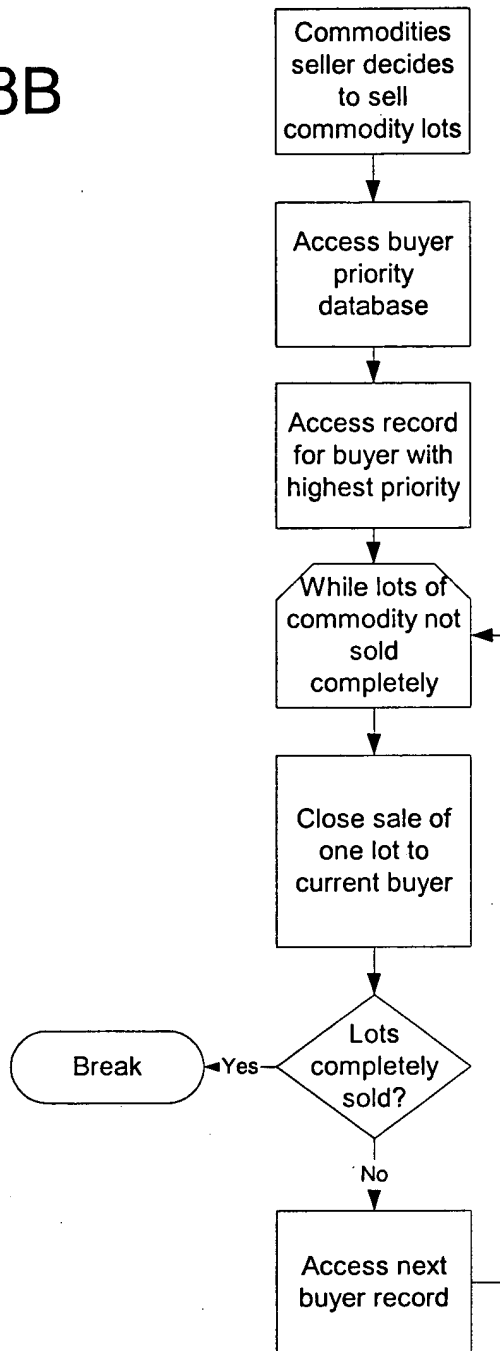 3B
Commodities
seller decides
to sell
commodity lots
Access buyer
priority
database
Access record
for buyer with
highest priority
While lots of
commodity not
sold
completely
Close sale of
one lot to
current buyer
Lots
completely
sold?
Yes
Break
No
Access next
buyer record